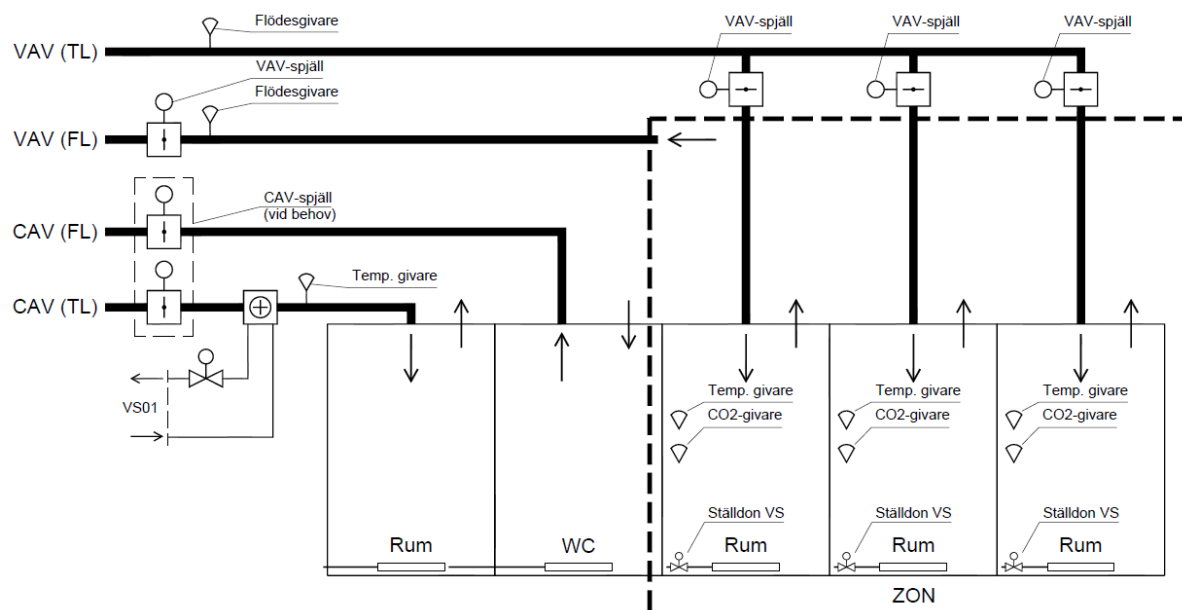 Flödesgivare
VAV-spjäll
VAV-spjäll
VAV-spjäll
VAV (TL)
VAV-spjäll
Flödesgivare
VAV (FL)
CAV-spjäll
(vid behov)
CAV (FL)
Temp. givare
CAV (TL)
VS01
Temp. givare
CO2-givare
Temp. givare
CO2-givare
Temp. givare
CO2-givare
Ställdon VS
Ställdon VS
Ställdon VS
Rum
WC
Rum
Rum
Rum
ZON